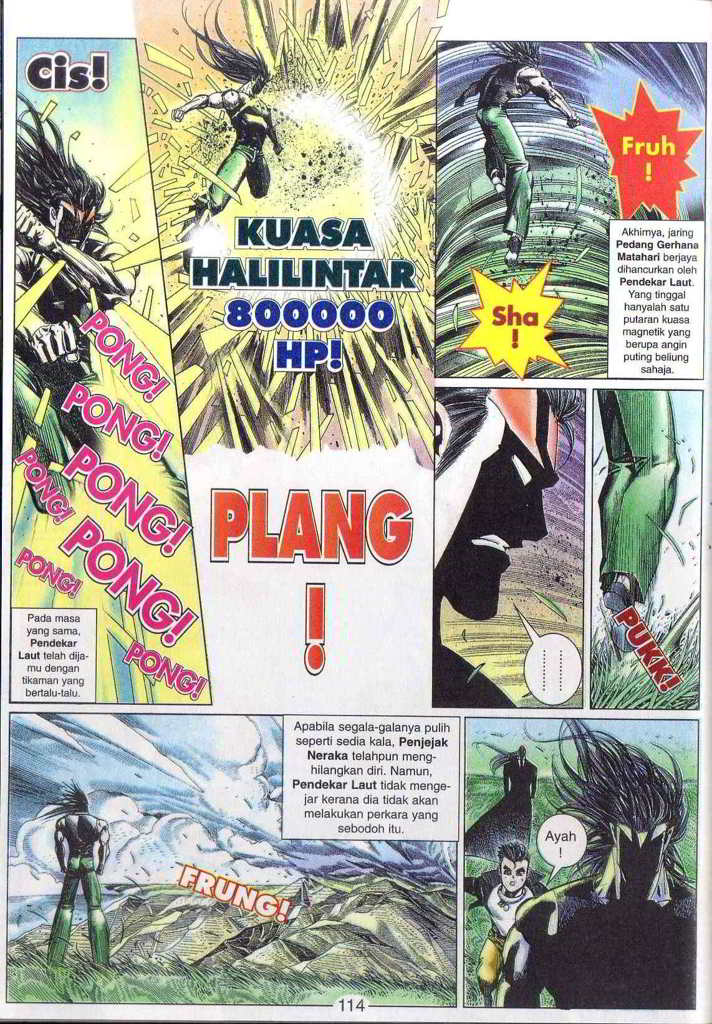 Cis!
PONG!
PONG!
PONG!
PONG!
PONG!
PONG!
PONG!
Pada masa
yang sama,
Pendekar
Laut telah dija-
mu dengan
tikaman yang
bertalu-talu.
KUASA
HALILINTAR
800000
HP!
PLANG
!
Fruh
!
Sha
!
Akhirnya, jaring
Pedang Gerhana
Matahari berjaya
dihancurkan oleh
Pendekar Laut.
Yang tinggal
hanyalah satu
putaran kuasa
magnetik yang
berupa angin
puting beliung
sahaja.
PUKK!
Apabila segala-galanya pulih
seperti sedia kala, Penjejak
Neraka telahpun meng-
hilangkan diri. Namun,
Pendekar Laut tidak menge-
jar kerana dia tidak akan
melakukan perkara yang
sebodoh itu.
FRUNG!
Ayah
!
114